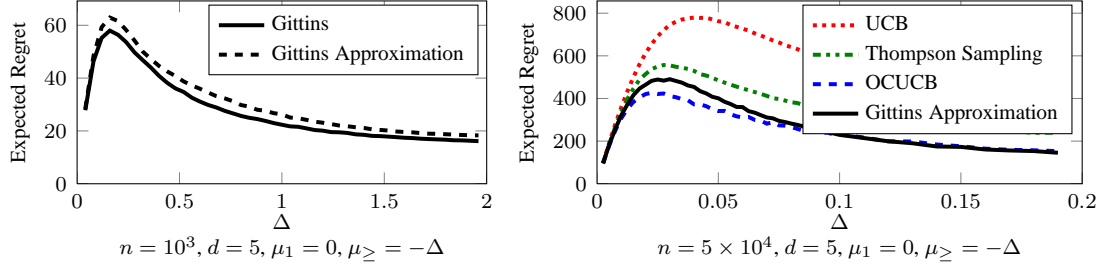 Expected Regret
60
40
20
0
0
0.5
1
1.5
2
Δ
Gittins
Gittins Approximation
n = 10³, d = 5, μ₁ = 0, μ≥ = −Δ
Expected Regret
800
600
400
200
0
0
0.05
0.1
0.15
0.2
Δ
UCB
Thompson Sampling
OCUCB
Gittins Approximation
n = 5 × 10⁴, d = 5, μ₁ = 0, μ≥ = −Δ